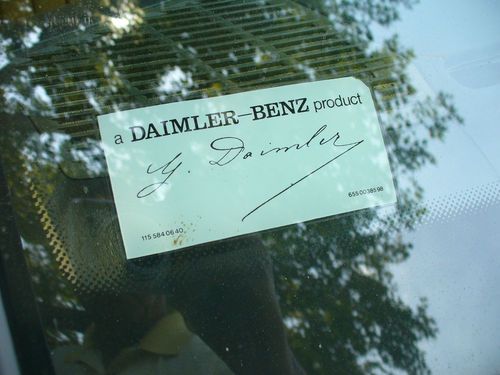 a DAIMLER-BENZ product
G. Daimler
115 584 06 40
655 00 385 98